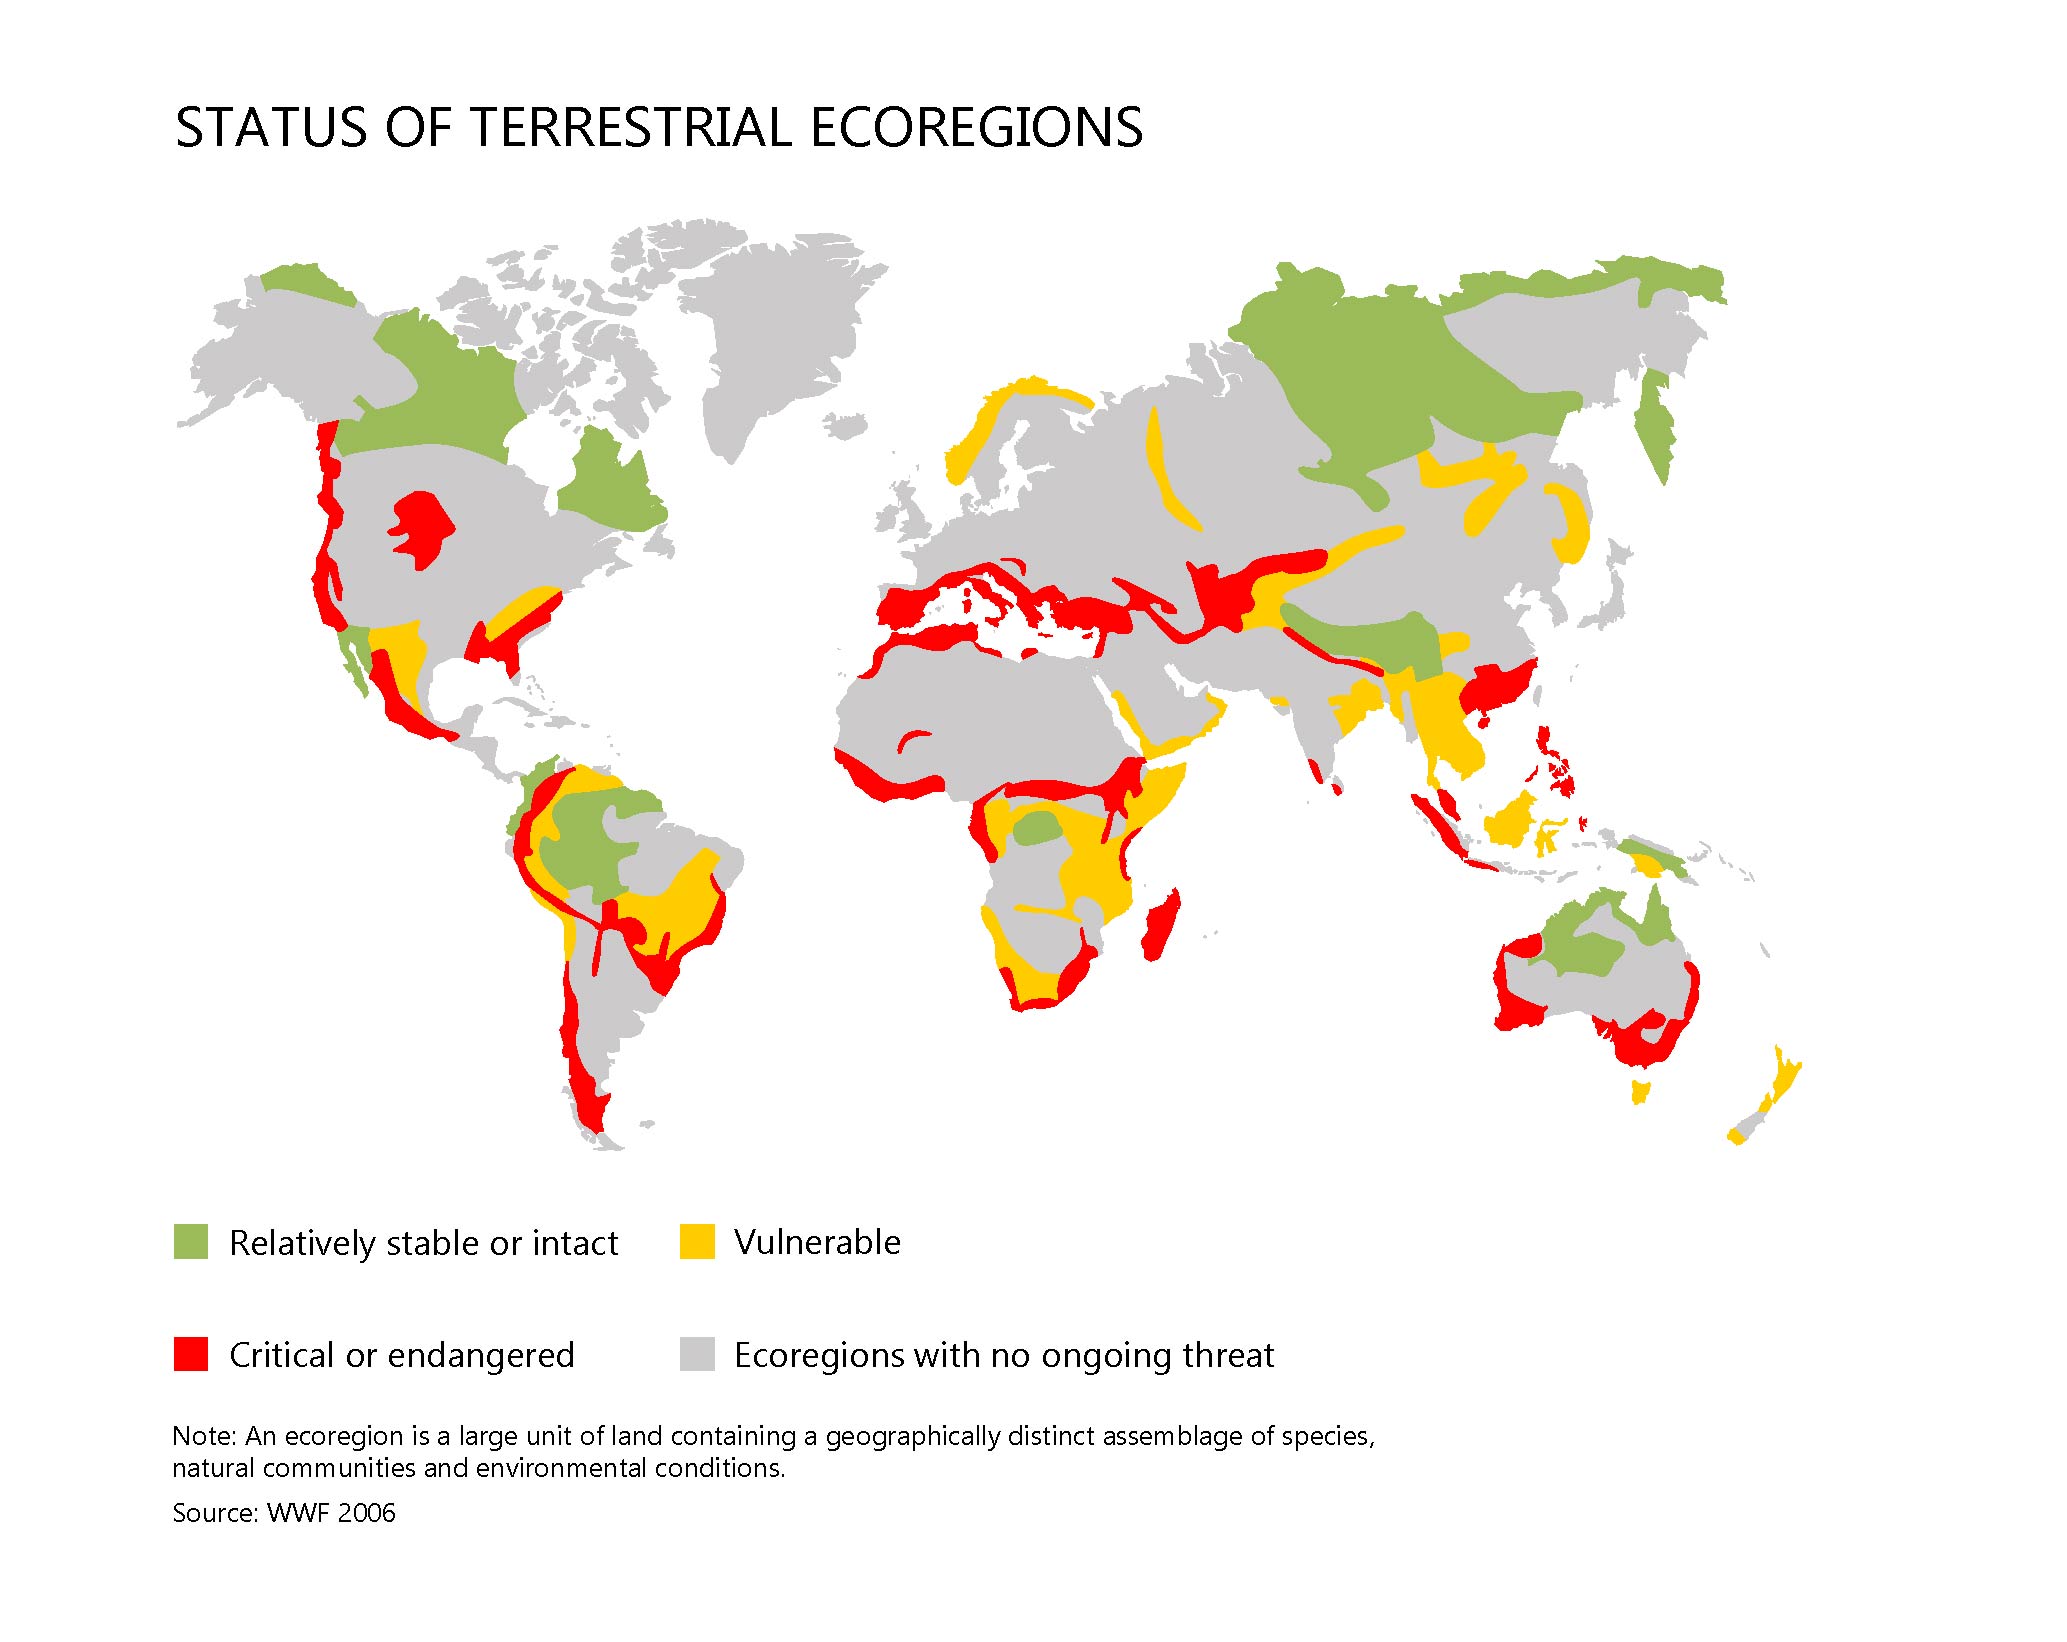 STATUS OF TERRESTRIAL ECOREGIONS
Relatively stable or intact
Vulnerable
Critical or endangered
Ecoregions with no ongoing threat
Note: An ecoregion is a large unit of land containing a geographically distinct assemblage of species,
natural communities and environmental conditions.
Source: WWF 2006